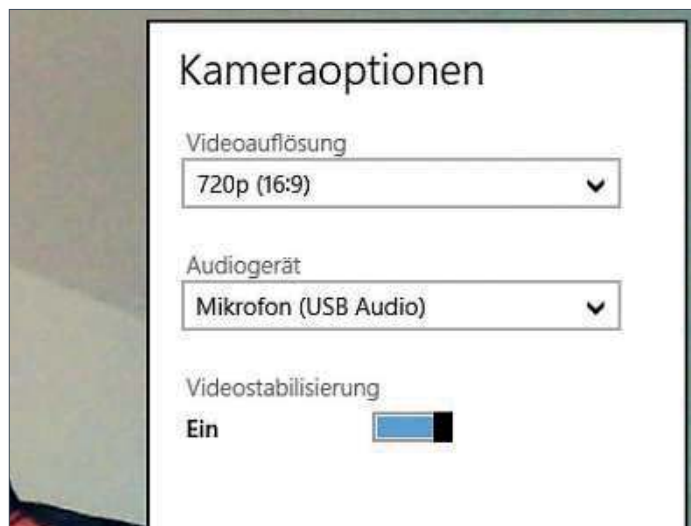 Kameraoptionen
Videoauflösung
720p (16:9)
Audiogerät
Mikrofon (USB Audio)
Videostabilisierung
Ein